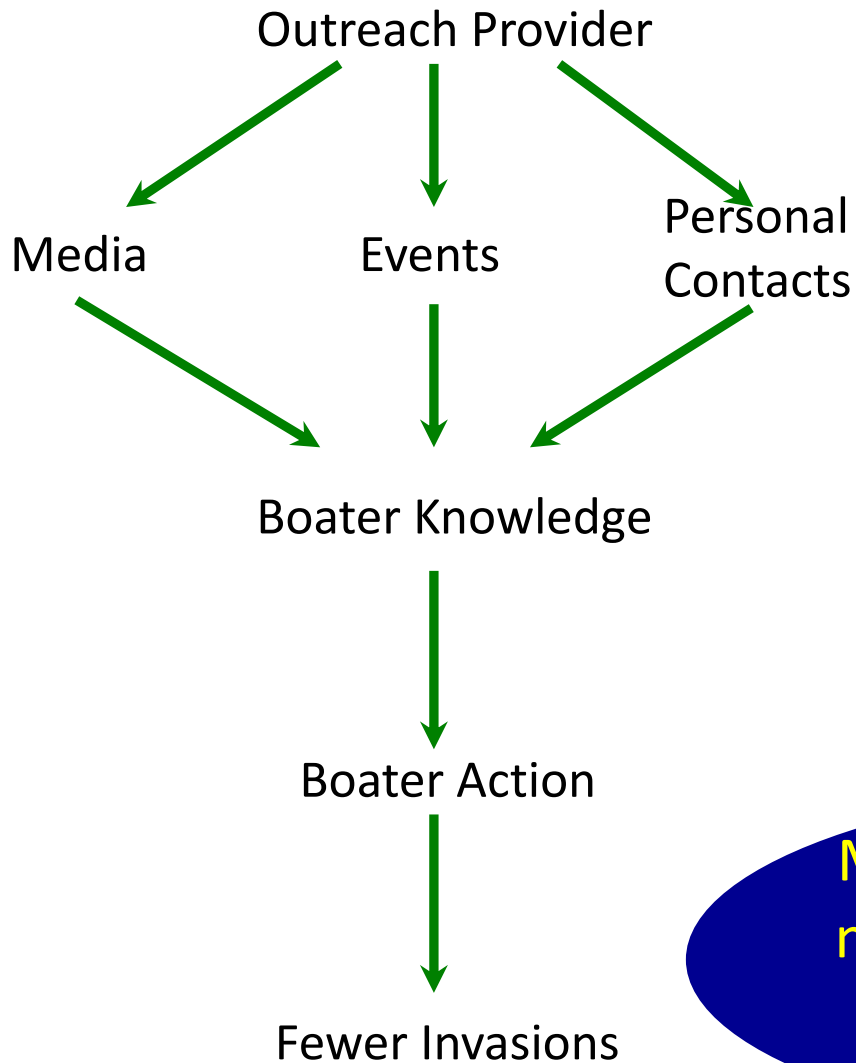 Outreach Provider
Media
Events
Personal
Contacts
Boater Knowledge
Boater Action
Fewer Invasions